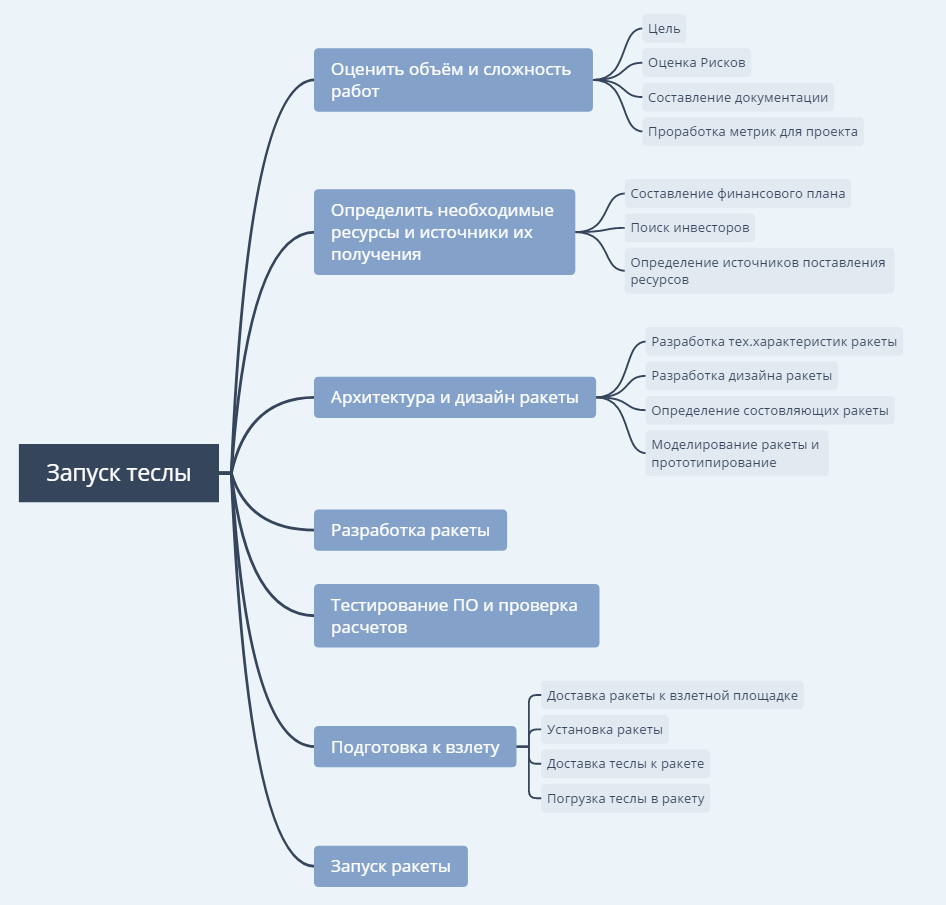 Запуск теслы
Оценить объём и сложность
работ
Цель
Оценка Рисков
Составление документации
Проработка метрик для проекта
Определить необходимые
ресурсы и источники их
получения
Составление финансового плана
Поиск инвесторов
Определение источников поставления
ресурсов
Архитектура и дизайн ракеты
Разработка тех.характеристик ракеты
Разработка дизайна ракеты
Определение состовляющих ракеты
Моделирование ракеты и
прототипирование
Разработка ракеты
Тестирование ПО и проверка
расчетов
Подготовка к взлету
Доставка ракеты к взлетной площадке
Установка ракеты
Доставка теслы к ракете
Погрузка теслы в ракету
Запуск ракеты